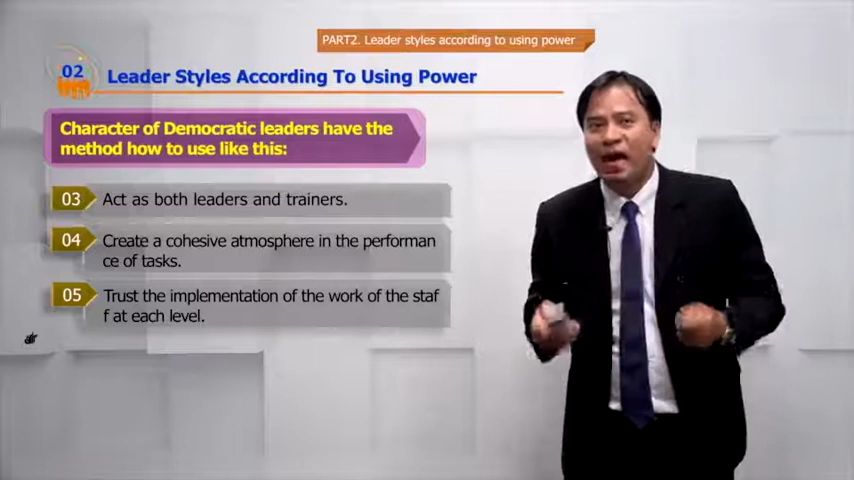 PART2. Leader styles according to using power
02
Leader Styles According To Using Power
Character of Democratic leaders have the
method how to use like this:
03 Act as both leaders and trainers.
04 Create a cohesive atmosphere in the performan
ce of tasks.
05 Trust the implementation of the work of the staf
f at each level.